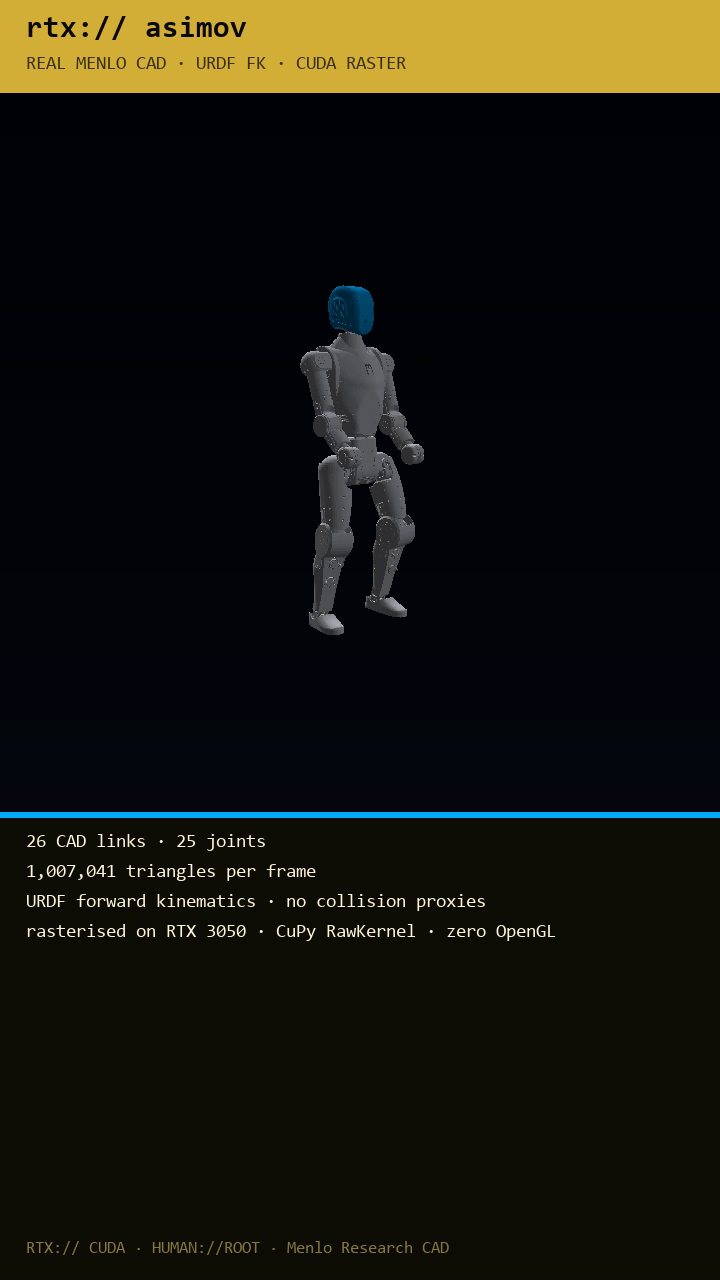 rtx:// asimov
REAL MENLO CAD · URDF FK · CUDA RASTER
26 CAD links · 25 joints
1,007,041 triangles per frame
URDF forward kinematics · no collision proxies
rasterised on RTX 3050 · CuPy RawKernel · zero OpenGL
RTX:// CUDA · HUMAN://ROOT · Menlo Research CAD